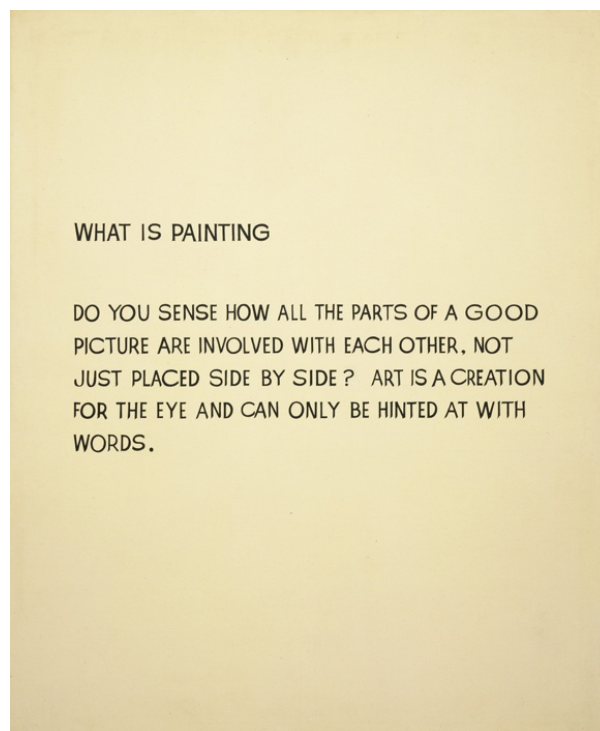 WHAT IS PAINTING
DO YOU SENSE HOW ALL THE PARTS OF A GOOD
PICTURE ARE INVOLVED WITH EACH OTHER, NOT
JUST PLACED SIDE BY SIDE? ART IS A CREATION
FOR THE EYE AND CAN ONLY BE HINTED AT WITH
WORDS.